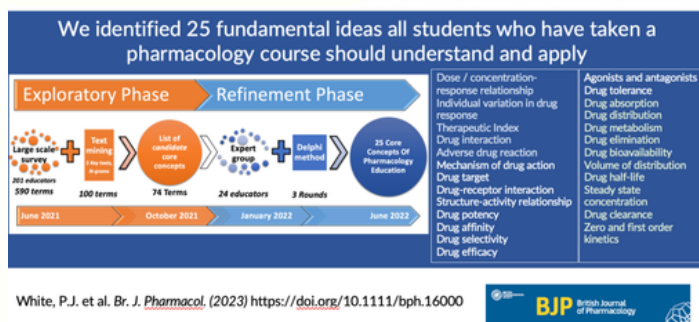 We identified 25 fundamental ideas all students who have taken a
pharmacology course should understand and apply
Exploratory Phase
Refinement Phase
Large scale
survey
201 educators
590 terms
Text
mining
100 terms
List of
candidate
core
concepts
74 Terms
Expert
group
24 educators
Delphi
method
3 Rounds
25 Core
Concepts Of
Pharmacology
Education
June 2021
October 2021
January 2022
June 2022
Dose / concentration-
response relationship
Individual variation in drug
response
Therapeutic Index
Drug interaction
Adverse drug reaction
Mechanism of drug action
Drug target
Drug-receptor interaction
Structure-activity relationship
Drug potency
Drug affinity
Drug selectivity
Drug efficacy
Agonists and antagonists
Drug tolerance
Drug absorption
Drug distribution
Drug metabolism
Drug elimination
Drug bioavailability
Volume of distribution
Drug half-life
Steady state
concentration
Drug clearance
Zero and first order
kinetics
White, P.J. et al. Br. J. Pharmacol. (2023) https://doi.org/10.1111/bph.16000
BJP
British Journal
of Pharmacology